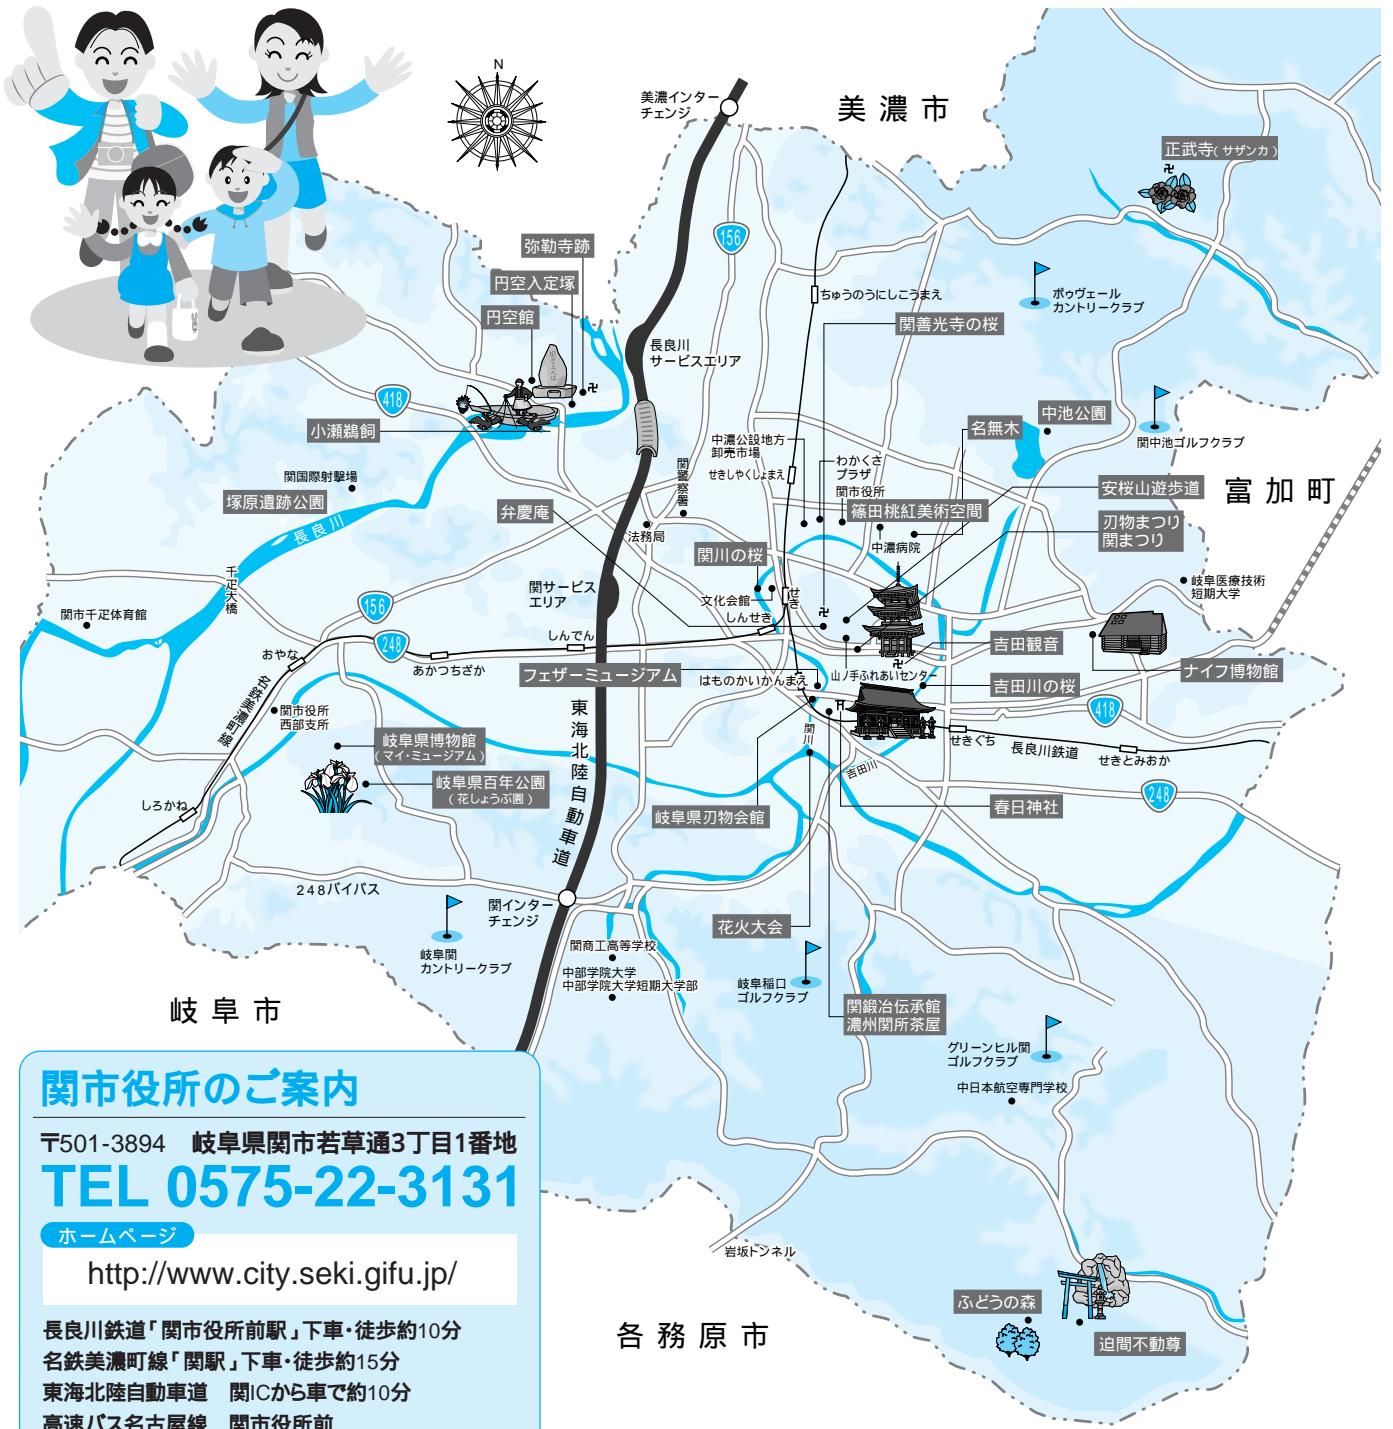 N
美濃インター
チェンジ
美濃市
正武寺(サザンカ)
156
弥勒寺跡
円空入定塚
円空館
ちゅうのうにしこうまえ
ボゥヴェール
カントリークラブ
関善光寺の桜
長良川
サービスエリア
418
小瀬鵜飼
中池公園
名無木
関中池ゴルフクラブ
中濃公設地方
卸売市場
せきしやくしょまえ
わかくさ
プラザ
関市役所
関警察署
関国際射撃場
塚原遺跡公園
長良川
富加町
安桜山遊歩道
篠田桃紅美術空間
弁慶庵
法務局
中濃病院
刃物まつり
関まつり
関川の桜
千疋大橋
関サービス
エリア
文化会館
せき
しんせき
岐阜医療技術
短期大学
関市千疋体育館
156
248
しんでん
おやな
あかつちざか
吉田観音
ナイフ博物館
フェザーミュージアム
はものかいかんまえ
山ノ手ふれあいセンター
吉田川の桜
418
名鉄美濃町線
関市役所
西部支所
東海北陸自動車道
関川
せきぐち
長良川鉄道
せきとみおか
岐阜県博物館
(マイ・ミュージアム)
吉田川
岐阜県百年公園
(花しょうぶ園)
248
しろかね
岐阜県刃物会館
春日神社
248バイパス
関インター
チェンジ
花火大会
岐阜関
カントリークラブ
関商工高等学校
中部学院大学
中部学院大学短期大学部
岐阜稲口
ゴルフクラブ
岐阜市
関鍛冶伝承館
濃州関所茶屋
グリーンヒル関
ゴルフクラブ
中日本航空専門学校
岩坂トンネル
各務原市
ふどうの森
迫間不動尊
関市役所のご案内
〒501-3894 岐阜県関市若草通3丁目1番地
TEL 0575-22-3131
ホームページ
http://www.city.seki.gifu.jp/
長良川鉄道「関市役所前駅」下車・徒歩約10分
名鉄美濃町線「関駅」下車・徒歩約15分
東海北陸自動車道 関ICから車で約10分
高速バス名古屋線 関市役所前